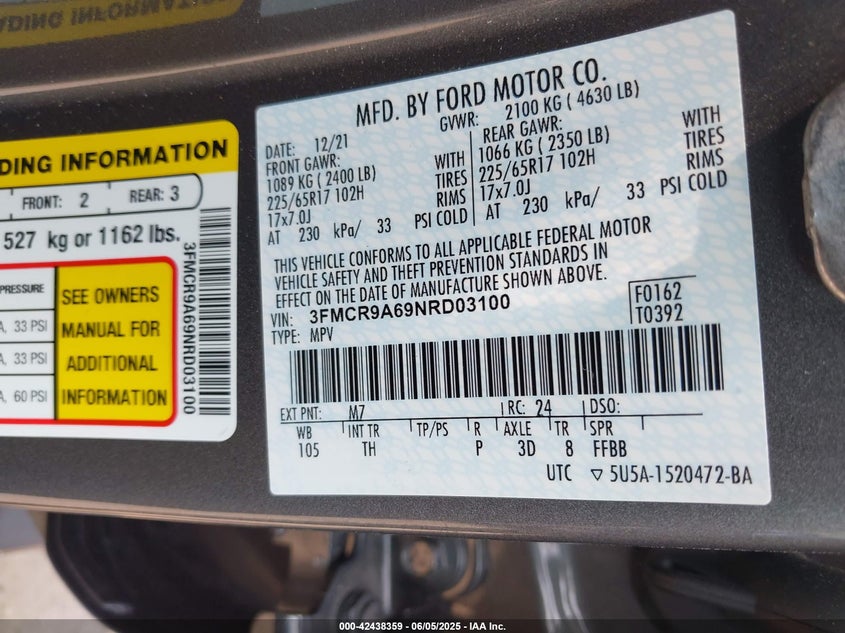 ADING INFORMATION
DING INFORMATION
FRONT: 2 REAR: 3
527 kg or 1162 lbs.
PRESSURE
A, 33 PSI
A, 33 PSI
A, 60 PSI
SEE OWNERS
MANUAL FOR
ADDITIONAL
INFORMATION
3FMCR9A69NRD03100
MFD. BY FORD MOTOR CO.
DATE: 12/21 GVWR: 2100 KG ( 4630 LB)
FRONT GAWR: REAR GAWR:
1089 KG ( 2400 LB) WITH 1066 KG ( 2350 LB) WITH
225/65R17 102H TIRES 225/65R17 102H TIRES
17x7.0J RIMS 17x7.0J RIMS
AT 230 kPa/ 33 PSI COLD AT 230 kPa/ 33 PSI COLD
THIS VEHICLE CONFORMS TO ALL APPLICABLE FEDERAL MOTOR
VEHICLE SAFETY AND THEFT PREVENTION STANDARDS IN
EFFECT ON THE DATE OF MANUFACTURE SHOWN ABOVE.
VIN: 3FMCR9A69NRD03100 F0162
TYPE: MPV T0392
EXT PNT: M7 RC: 24 DSO:
WB INT TR TP/PS R AXLE TR SPR
105 TH P 3D 8 FFBB
UTC ▽ 5U5A-1520472-BA
000-42438359 - 06/05/2025 - IAA Inc.